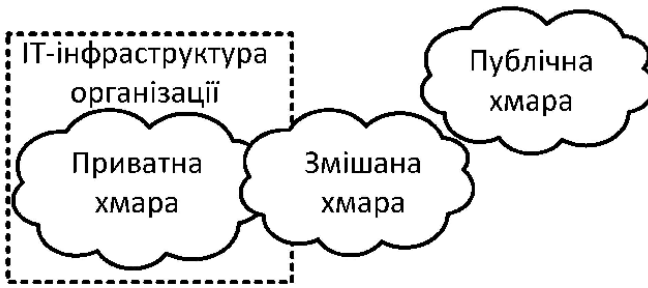 ІТ-інфраструктура
організації
Приватна
хмара
Змішана
хмара
Публічна
хмара